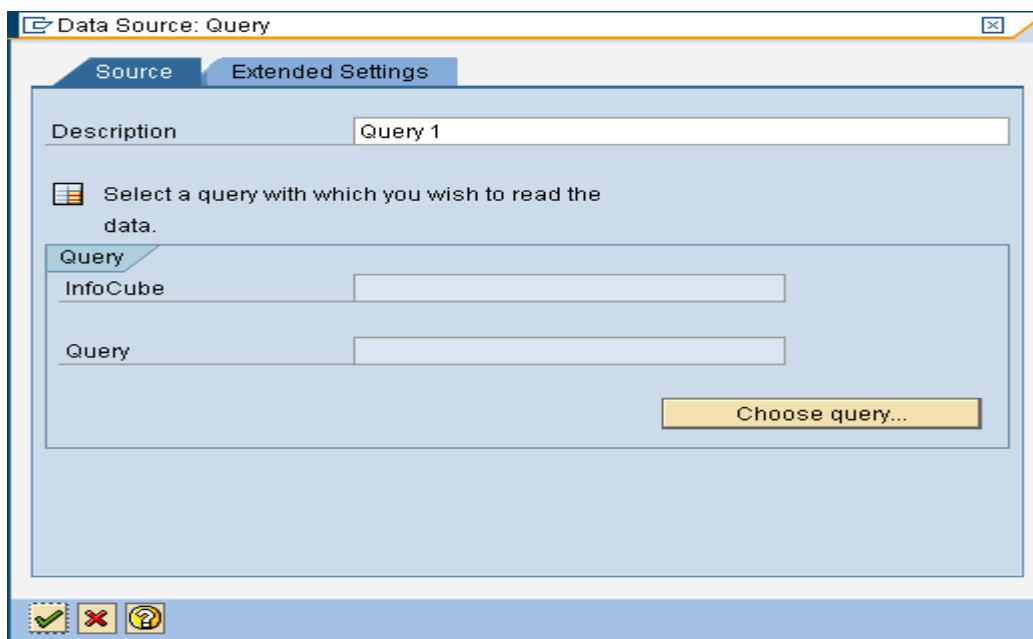 Data Source: Query
Source Extended Settings
Description Query 1
Select a query with which you wish to read the
data.
Query
InfoCube
Query
Choose query...